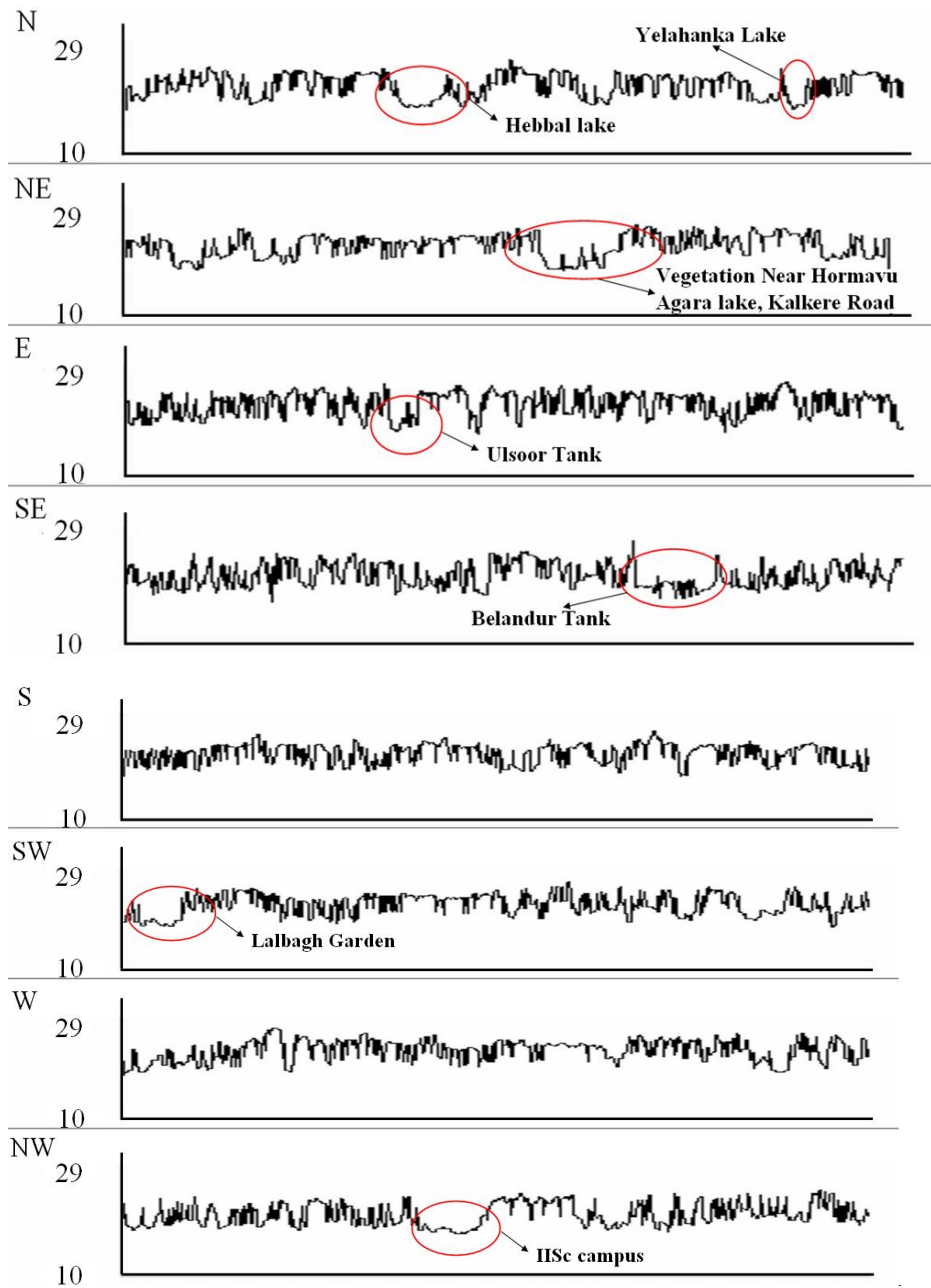 N
29
Yelahanka Lake
Hebbal lake
10
NE
29
Vegetation Near Hormavu
Agara lake, Kalkere Road
10
E
29
Ulsoor Tank
10
SE
29
Belandur Tank
10
S
29
10
SW
29
Lalbagh Garden
10
W
29
10
NW
29
IISc campus
10